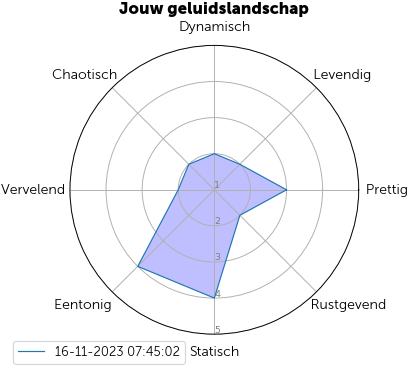 Jouw geluidslandschap
Dynamisch
Chaotisch
Levendig
Vervelend
1
Prettig
2
3
4
Eentonig
Rustgevend
5
16-11-2023 07:45:02
Statisch